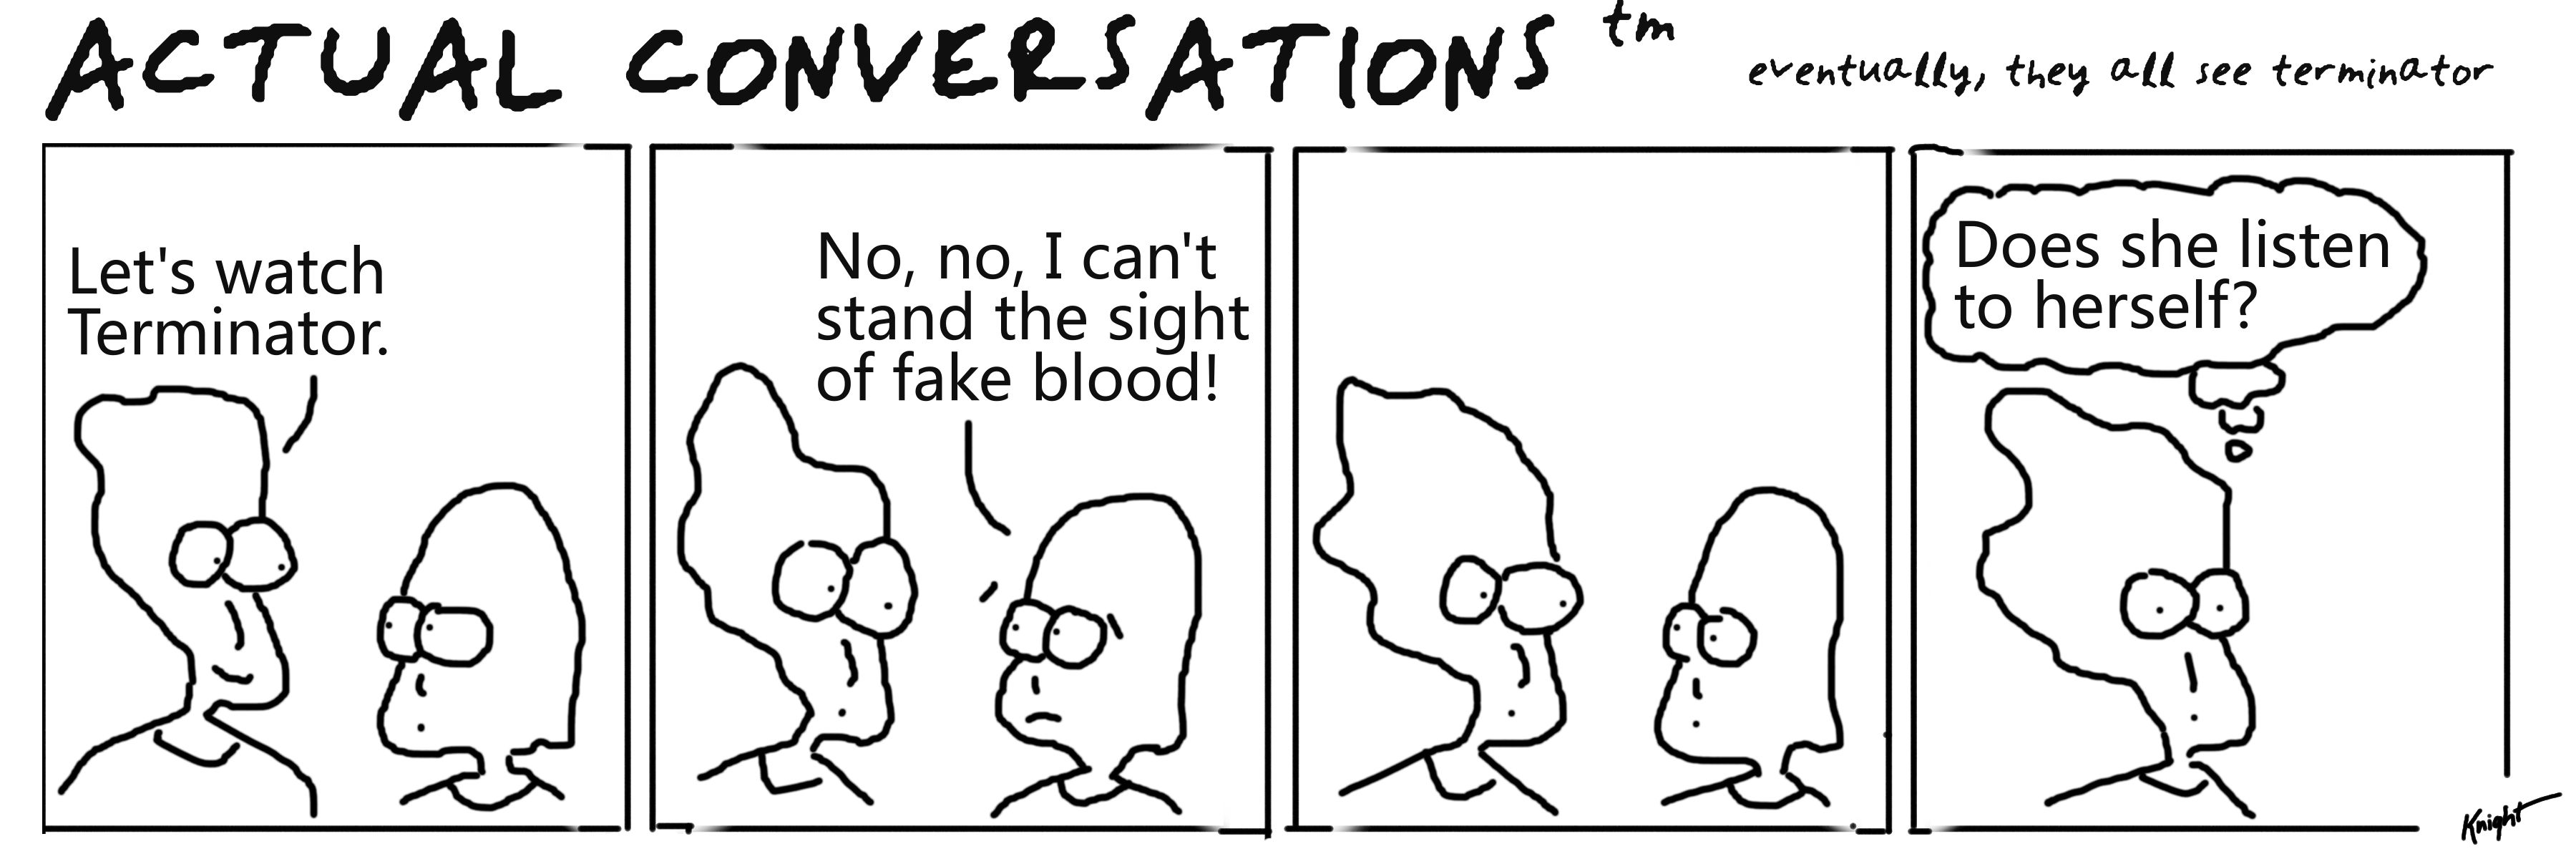 ACTUAL CONVERSATIONS tm
eventually, they all see terminator
Let's watch
Terminator.
No, no, I can't
stand the sight
of fake blood!
Does she listen
to herself?
Knight